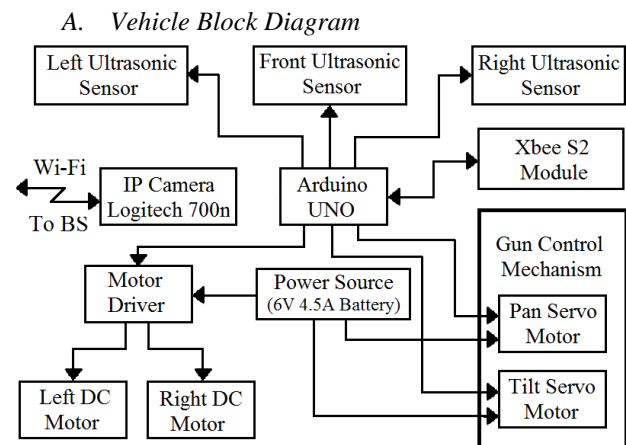 A. Vehicle Block Diagram
Left Ultrasonic
Sensor
Front Ultrasonic
Sensor
Right Ultrasonic
Sensor
Wi-Fi
To BS
IP Camera
Logitech 700n
Arduino
UNO
Xbee S2
Module
Motor
Driver
Power Source
(6V 4.5A Battery)
Gun Control
Mechanism
Pan Servo
Motor
Tilt Servo
Motor
Left DC
Motor
Right DC
Motor